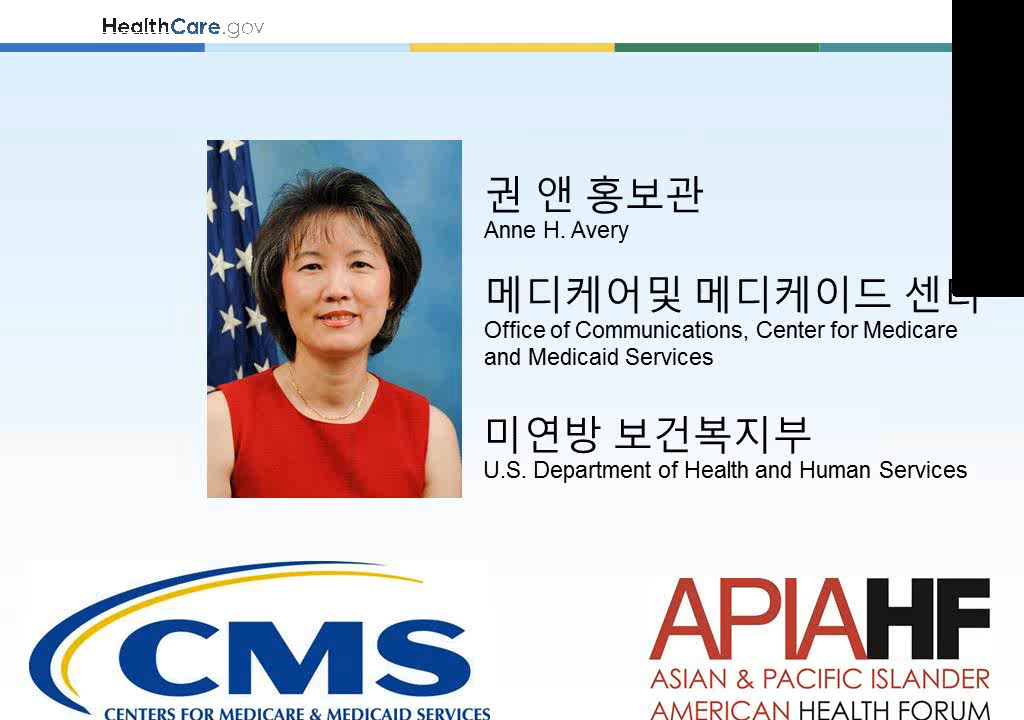 HealthCare.gov
권 앤 홍보관
Anne H. Avery
메디케어및 메디케이드 센터
Office of Communications, Center for Medicare
and Medicaid Services
미연방 보건복지부
U.S. Department of Health and Human Services
CMS
CENTERS FOR MEDICARE & MEDICAID SERVICES
APIAHF
ASIAN & PACIFIC ISLANDER
AMERICAN HEALTH FORUM